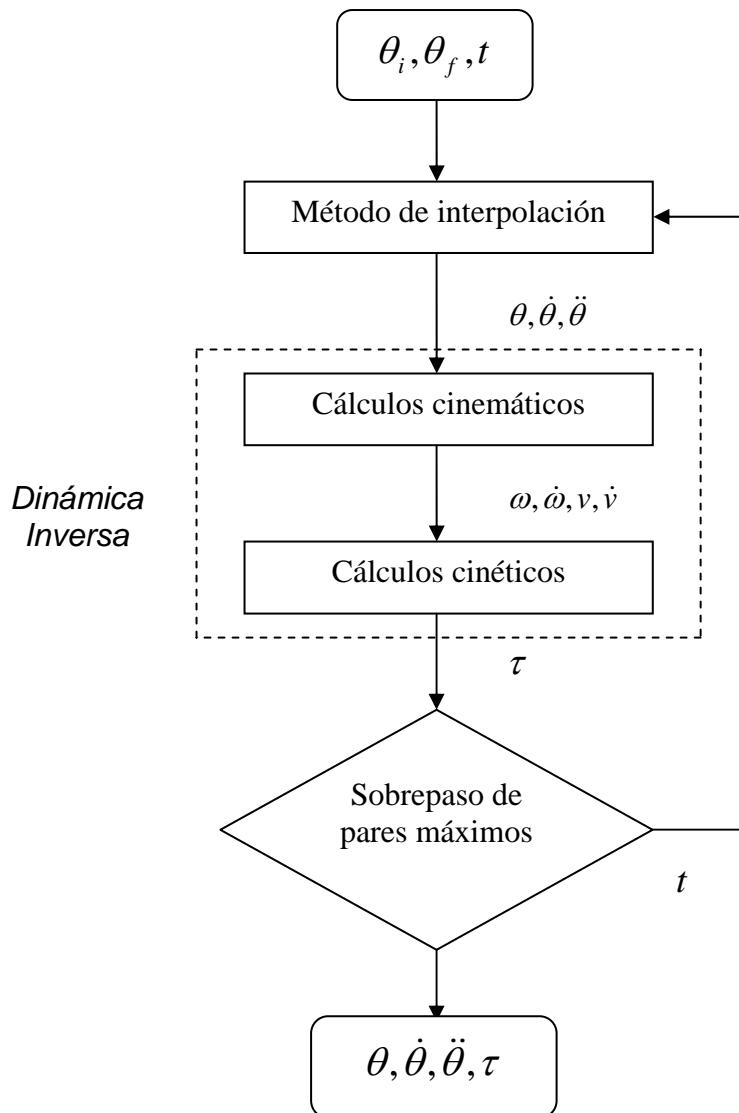 θ_i, θ_f, t
Método de interpolación
θ, θ̇, θ̈
Cálculos cinemáticos
Dinámica
Inversa
ω, ω̇, v, v̇
Cálculos cinéticos
τ
Sobrepaso de
pares máximos
t
θ, θ̇, θ̈, τ